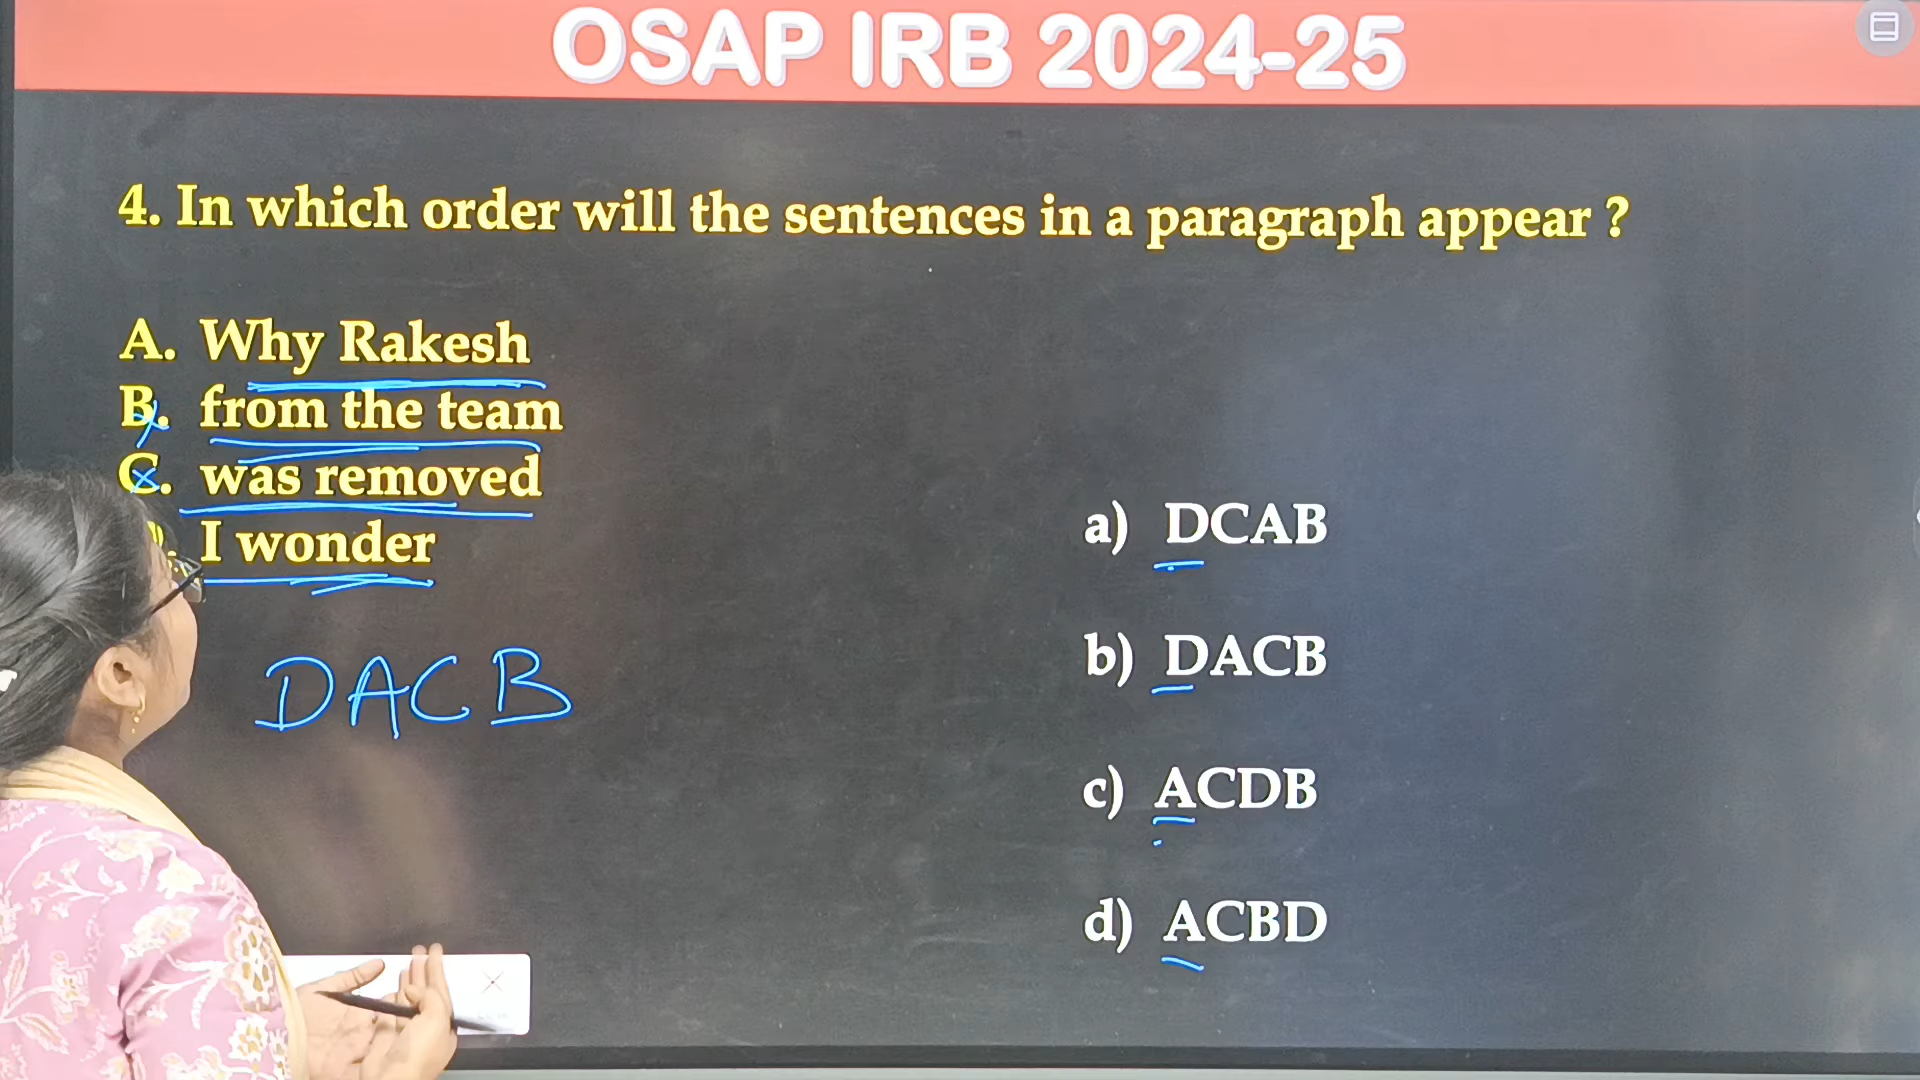 OSAP IRB 2024-25
4. In which order will the sentences in a paragraph appear ?
A. Why Rakesh
B. from the team
C. was removed
D. I wonder
DACB
a) DCAB
b) DACB
c) ACDB
d) ACBD